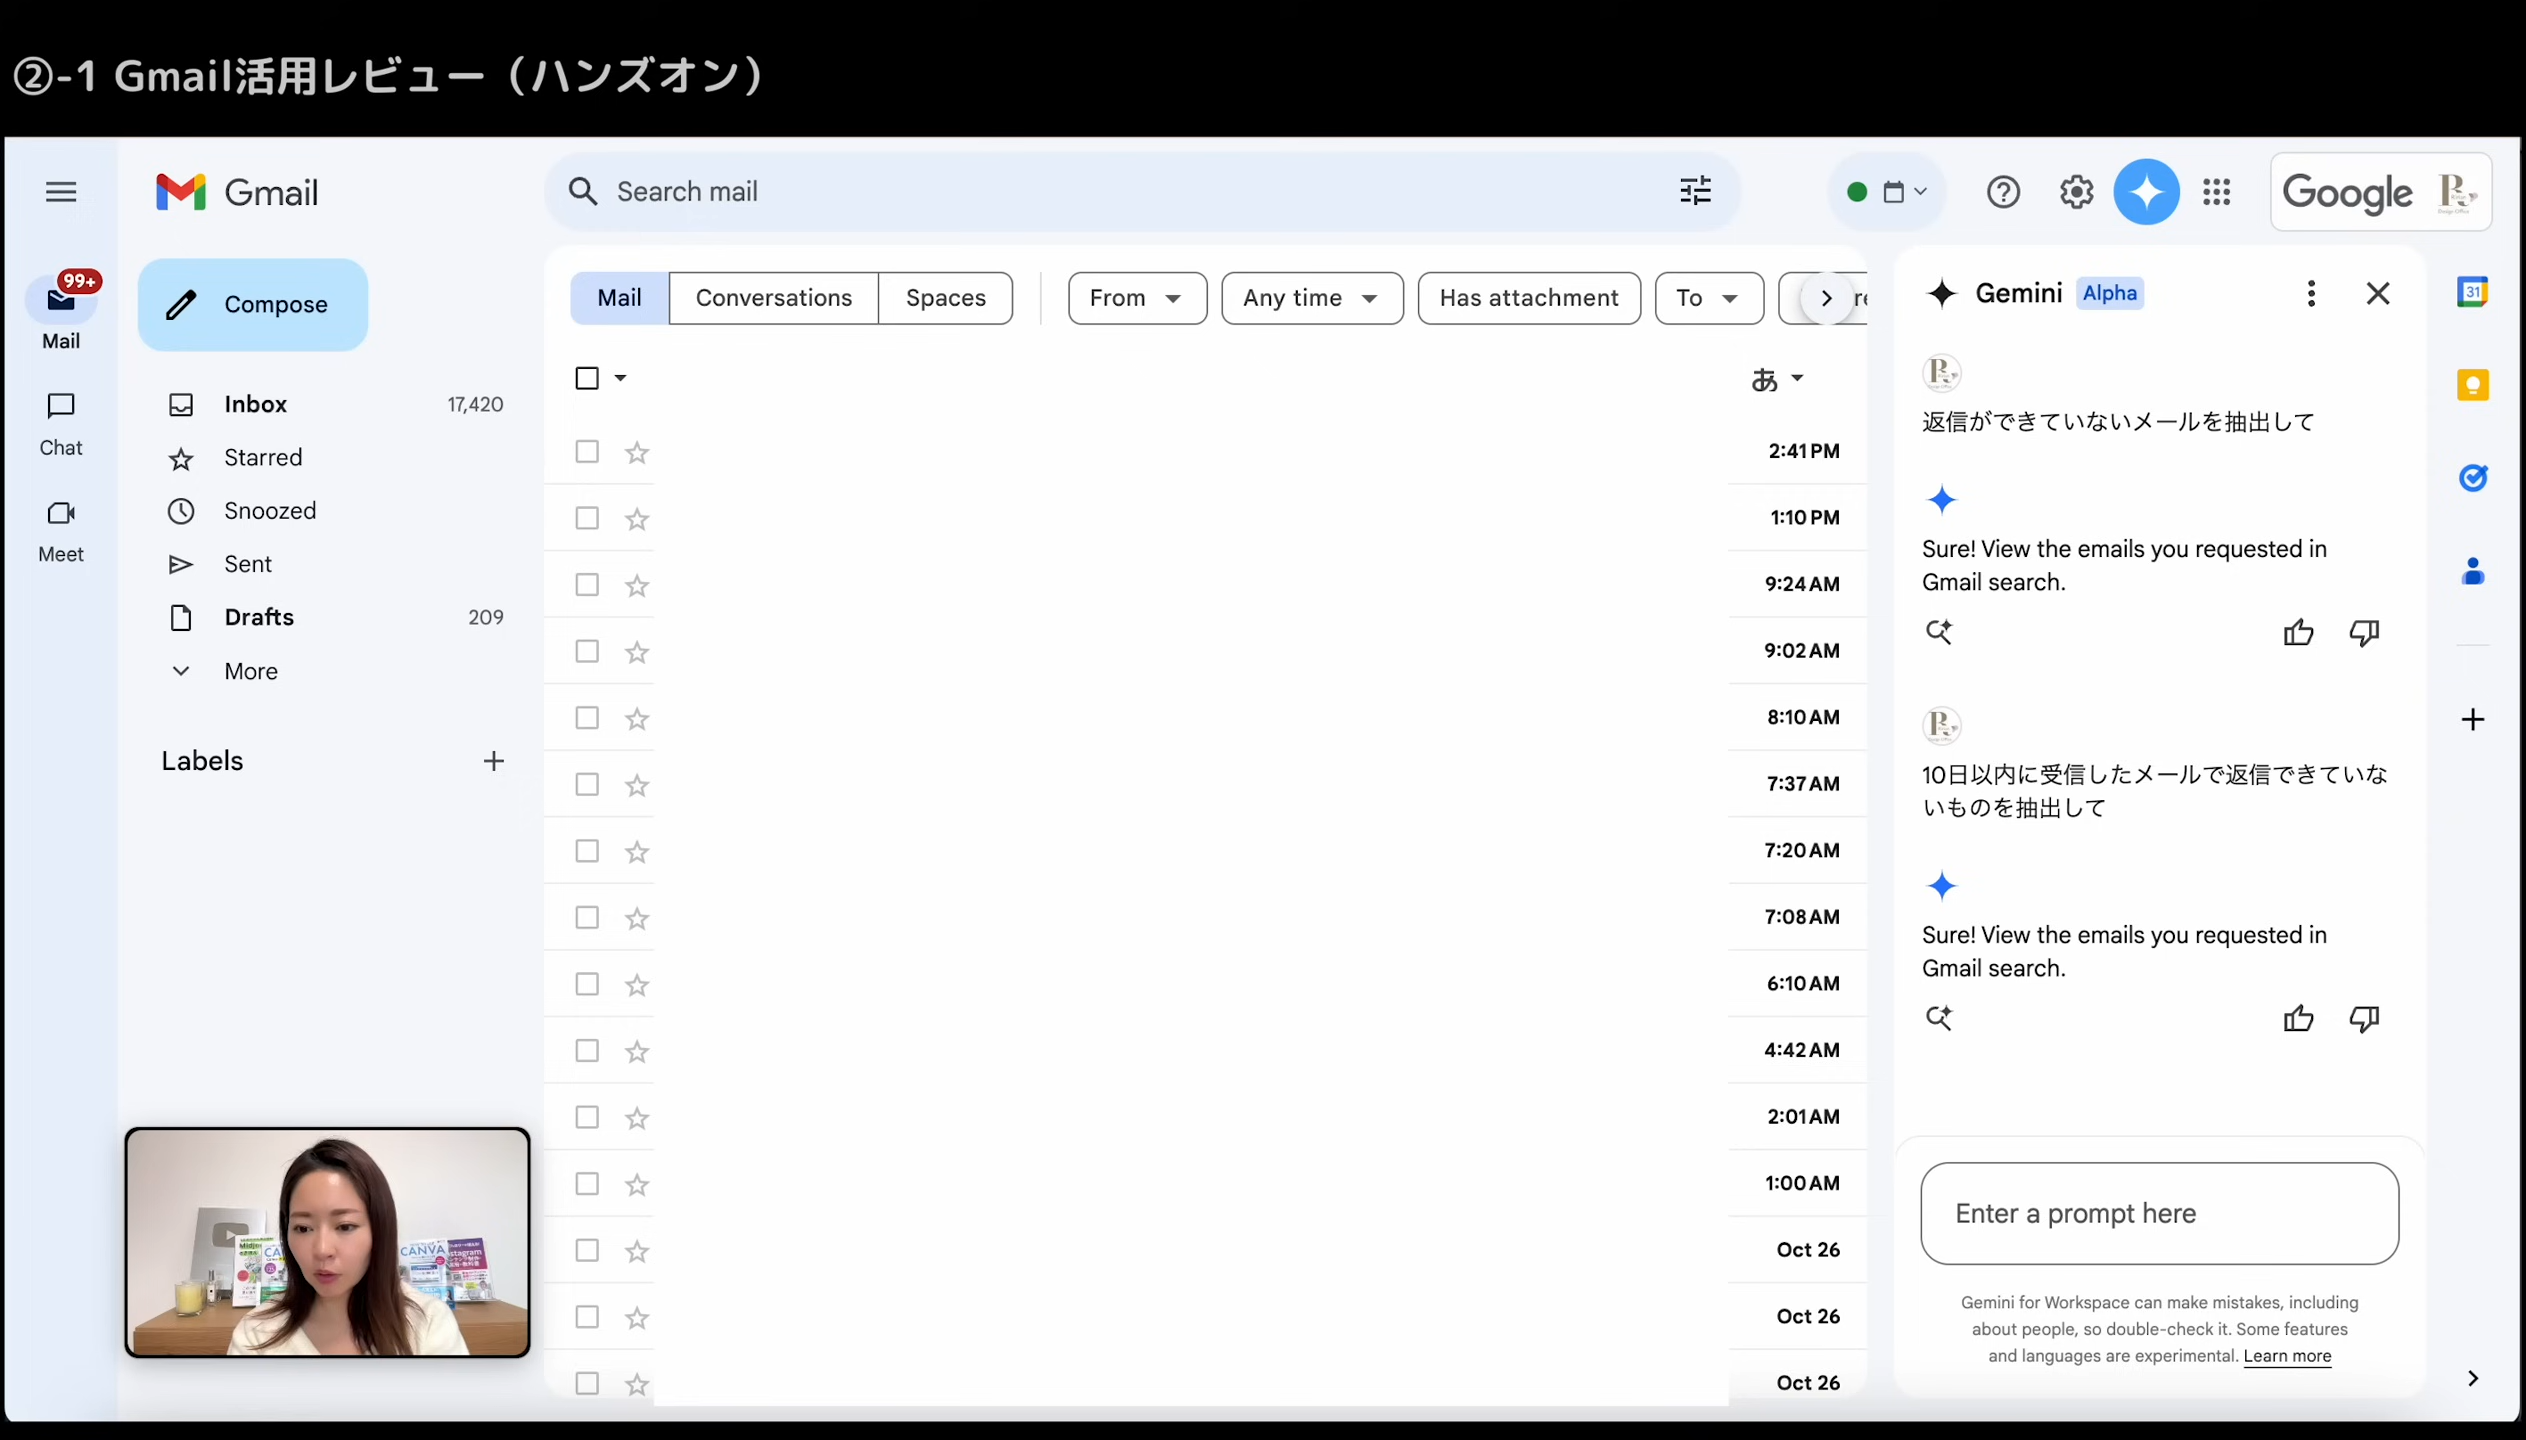 ②-1 Gmail活用レビュー（ハンズオン）
Gmail
Search mail
Google
99+
Mail
Chat
Meet
Compose
Inbox 17,420
Starred
Snoozed
Sent
Drafts 209
More
Labels
Mail Conversations Spaces From Any time Has attachment To
あ
2:41 PM
1:10 PM
9:24 AM
9:02 AM
8:10 AM
7:37 AM
7:20 AM
7:08 AM
6:10 AM
4:42 AM
2:01 AM
1:00 AM
Oct 26
Oct 26
Oct 26
Gemini Alpha
返信ができていないメールを抽出して
Sure! View the emails you requested in
Gmail search.
10日以内に受信したメールで返信できていな
いものを抽出して
Sure! View the emails you requested in
Gmail search.
Enter a prompt here
Gemini for Workspace can make mistakes, including
about people, so double-check it. Some features
and languages are experimental. Learn more
31
CANVA